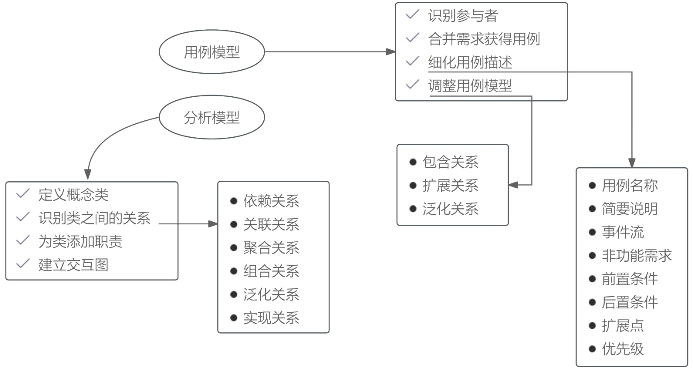 用例模型
识别参与者
合并需求获得用例
细化用例描述
调整用例模型
分析模型
包含关系
扩展关系
泛化关系
定义概念类
识别类之间的关系
为类添加职责
建立交互图
依赖关系
关联关系
聚合关系
组合关系
泛化关系
实现关系
用例名称
简要说明
事件流
非功能需求
前置条件
后置条件
扩展点
优先级